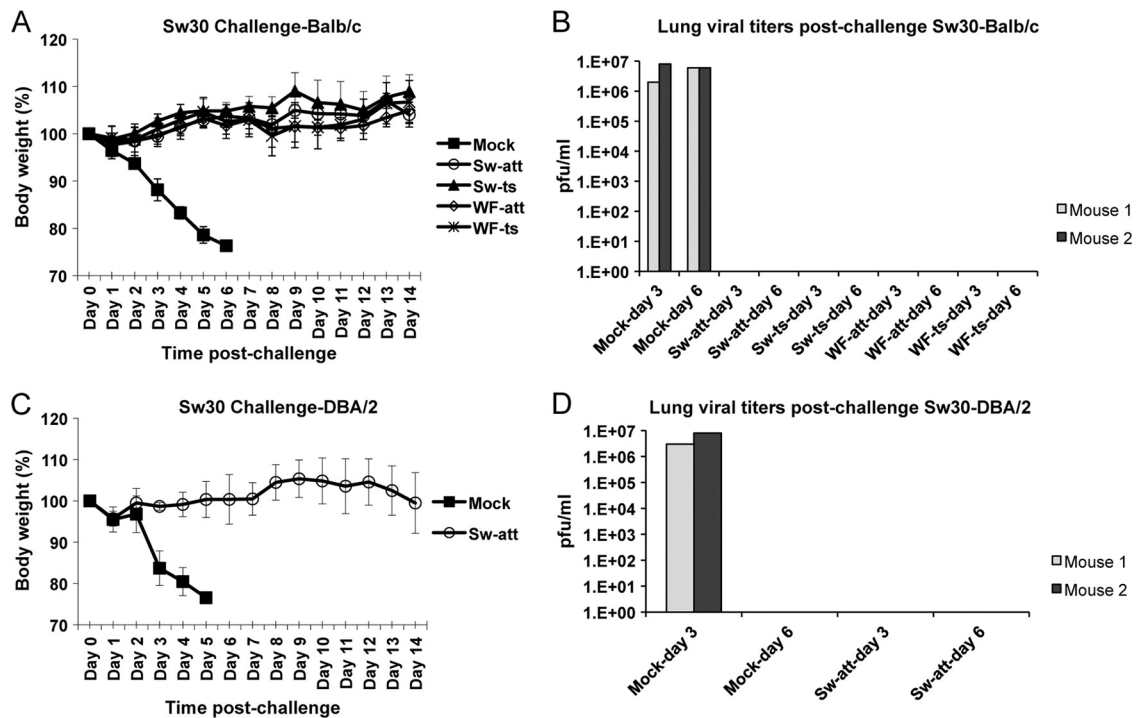 A
Sw30 Challenge-Balb/c
Body weight (%)
120
110
100
90
80
70
Day 0
Day 1
Day 2
Day 3
Day 4
Day 5
Day 6
Day 7
Day 8
Day 9
Day 10
Day 11
Day 12
Day 13
Day 14
Time post-challenge
Mock
Sw-att
Sw-ts
WF-att
WF-ts
B
Lung viral titers post-challenge Sw30-Balb/c
pfu/ml
1.E+07
1.E+06
1.E+05
1.E+04
1.E+03
1.E+02
1.E+01
1.E+00
Mock-day 3
Mock-day 6
Sw-att-day 3
Sw-att-day 6
Sw-ts-day 3
Sw-ts-day 6
WF-att-day 3
WF-att-day 6
WF-ts-day 3
WF-ts-day 6
Mouse 1
Mouse 2
C
Sw30 Challenge-DBA/2
Body weight (%)
120
110
100
90
80
70
Day 0
Day 1
Day 2
Day 3
Day 4
Day 5
Day 6
Day 7
Day 8
Day 9
Day 10
Day 11
Day 12
Day 13
Day 14
Time post-challenge
Mock
Sw-att
D
Lung viral titers post-challenge Sw30-DBA/2
pfu/ml
1.E+07
1.E+06
1.E+05
1.E+04
1.E+03
1.E+02
1.E+01
1.E+00
Mock-day 3
Mock-day 6
Sw-att-day 3
Sw-att-day 6
Mouse 1
Mouse 2